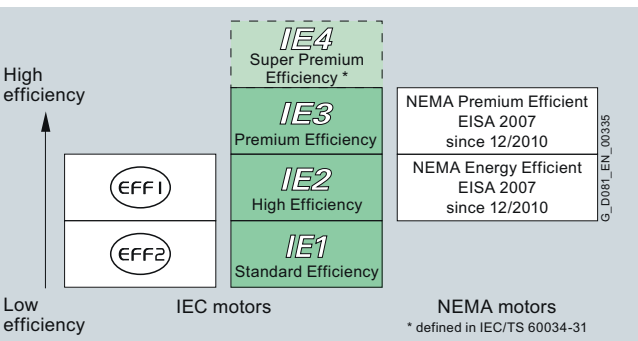 High
efficiency
Low
efficiency
EFF1
EFF2
IE4
Super Premium
Efficiency *
IE3
Premium Efficiency
IE2
High Efficiency
IE1
Standard Efficiency
IEC motors
NEMA Premium Efficient
EISA 2007
since 12/2010
NEMA Energy Efficient
EISA 2007
since 12/2010
NEMA motors
* defined in IEC/TS 60034-31
G_D081_EN_00335